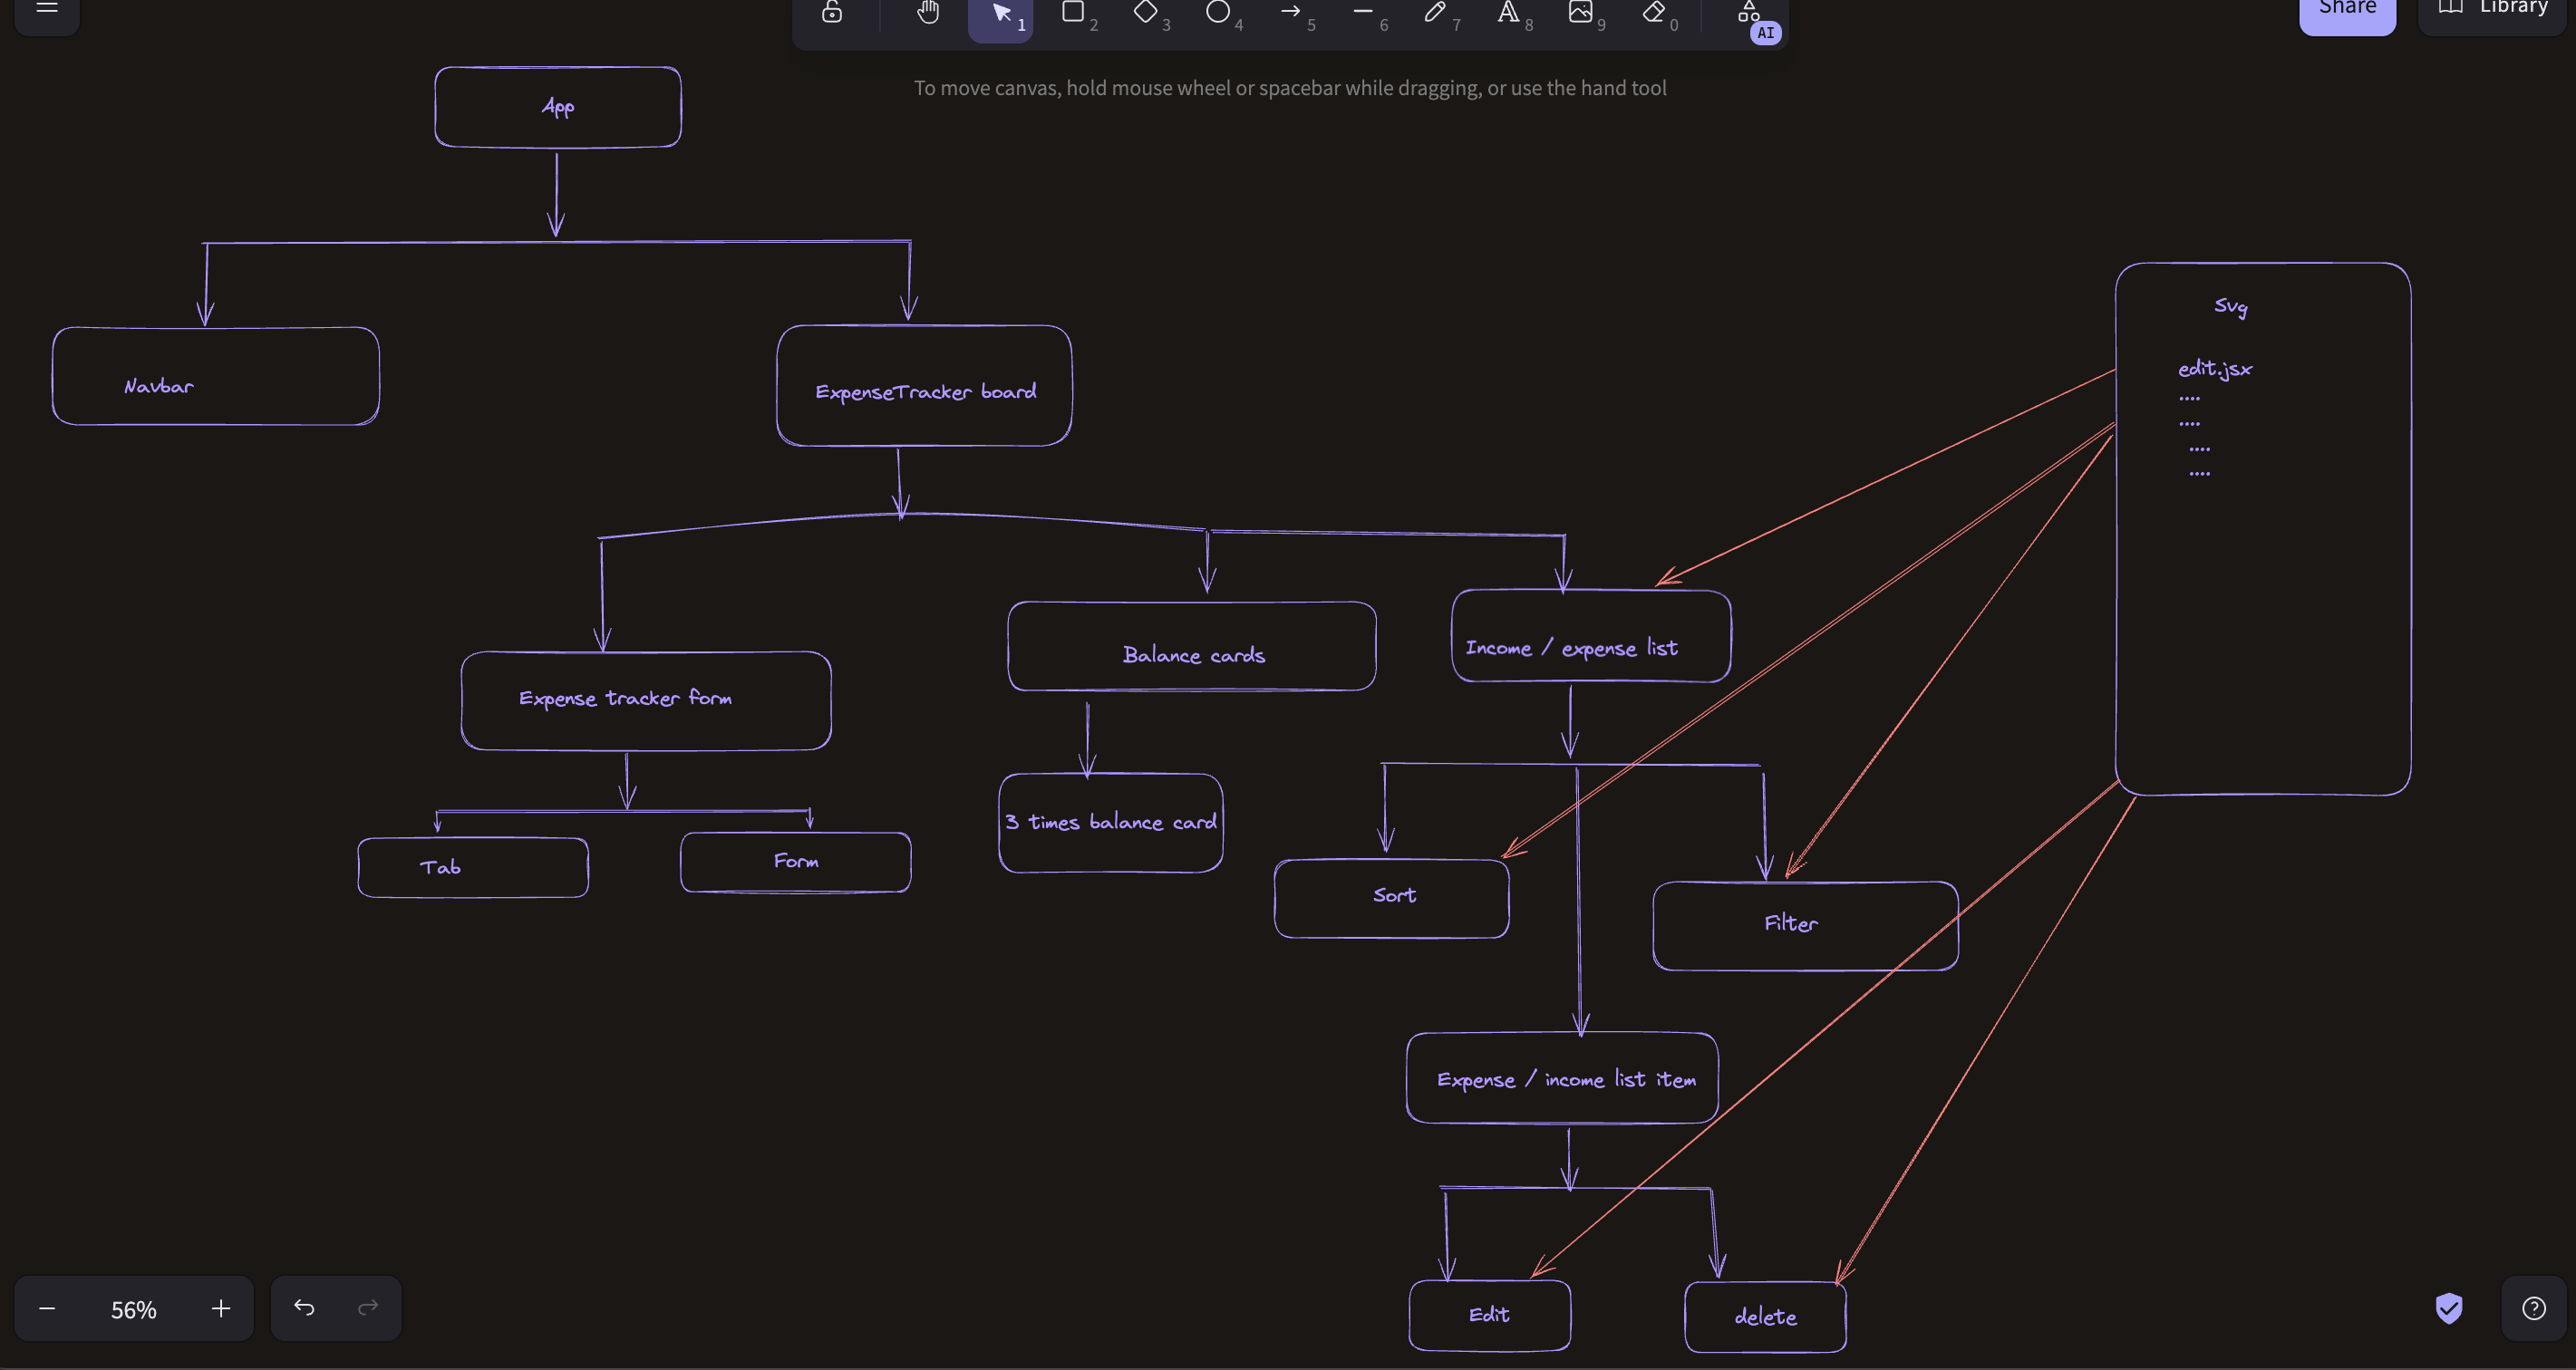 1
2
3
4
5
6
7
8
9
0
AI
Share
Library
To move canvas, hold mouse wheel or spacebar while dragging, or use the hand tool
App
Navbar
ExpenseTracker board
Svg
edit.jsx
....
....
....
....
Expense tracker form
Balance cards
Income / expense list
Tab
Form
3 times balance card
Sort
Filter
Expense / income list item
Edit
delete
56%